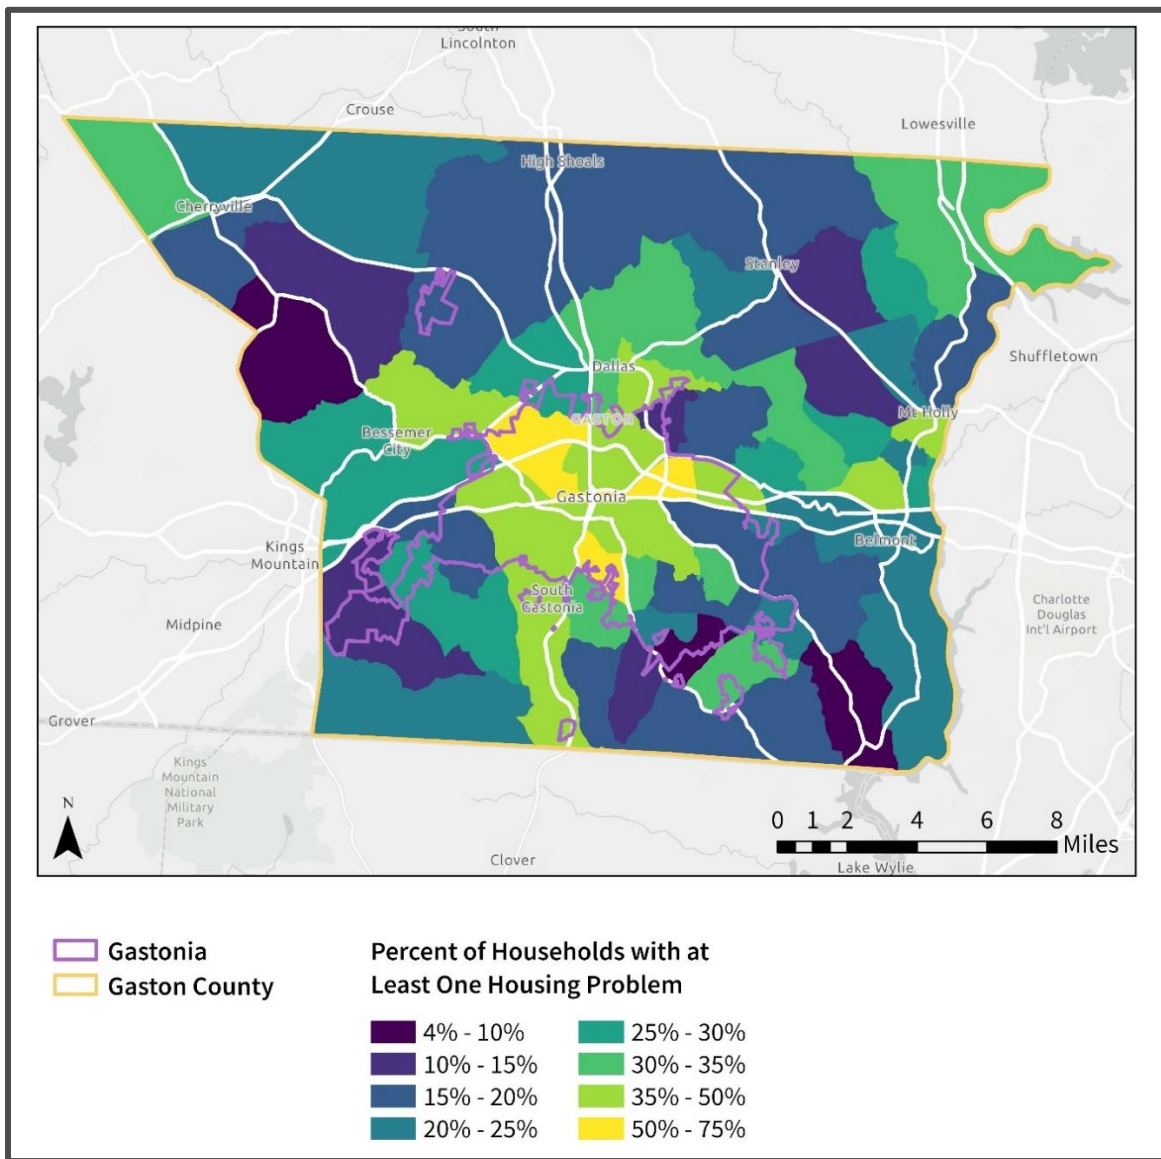 South
Lincolnton
Crouse
Lowesville
High Shoals
Cherryville
Stanley
Shuffletown
Dallas
Mt Holly
GASTON
Bessemer
City
Gastonia
Kings
Mountain
Belmont
South
Gastonia
Charlotte
Douglas
Int'l Airport
Midpine
Grover
Kings
Mountain
National
Military
Park
N
0 1 2 4 6 8
Miles
Clover
Lake Wylie
Gastonia
Gaston County
Percent of Households with at
Least One Housing Problem
4% - 10%
10% - 15%
15% - 20%
20% - 25%
25% - 30%
30% - 35%
35% - 50%
50% - 75%